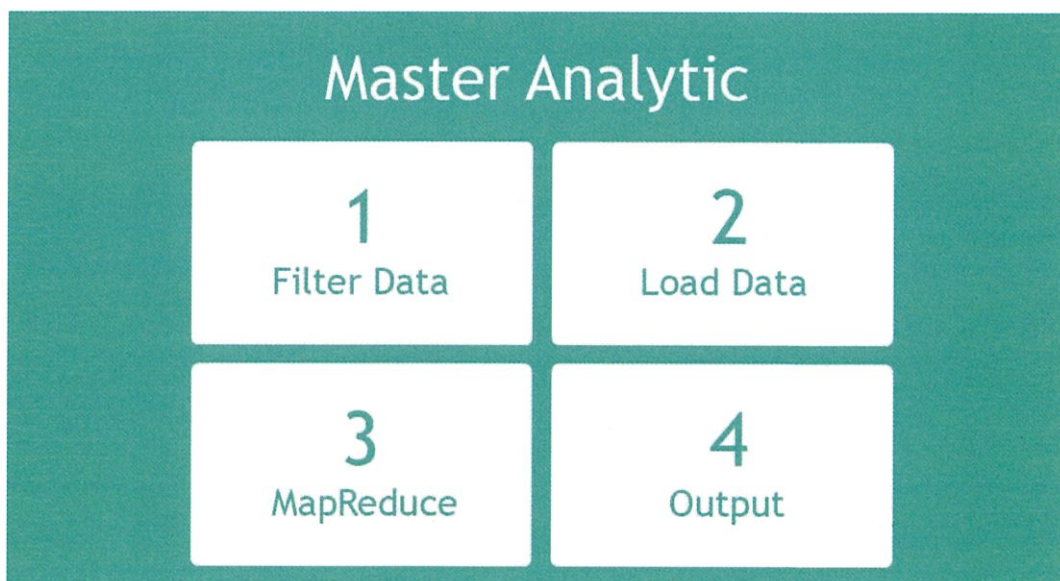 Master Analytic
1
Filter Data
2
Load Data
3
MapReduce
4
Output